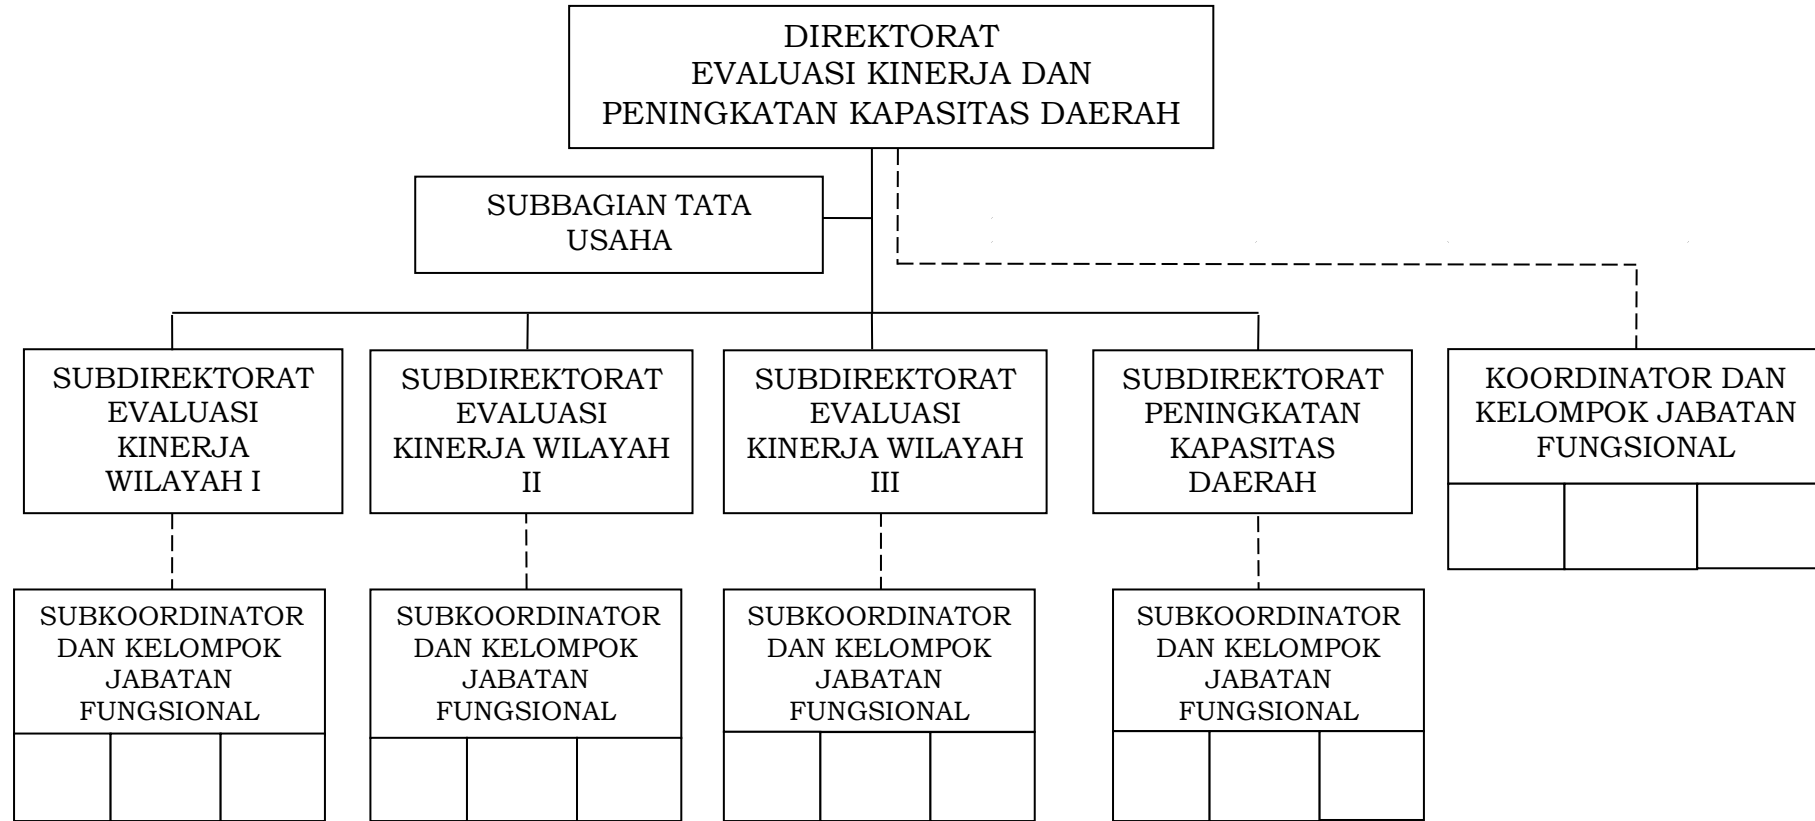 DIREKTORAT
EVALUASI KINERJA DAN
PENINGKATAN KAPASITAS DAERAH
SUBBAGIAN TATA
USAHA
SUBDIREKTORAT
EVALUASI
KINERJA
WILAYAH I
SUBDIREKTORAT
EVALUASI
KINERJA WILAYAH
II
SUBDIREKTORAT
EVALUASI
KINERJA WILAYAH
III
SUBDIREKTORAT
PENINGKATAN
KAPASITAS
DAERAH
KOORDINATOR DAN
KELOMPOK JABATAN
FUNGSIONAL
SUBKOORDINATOR
DAN KELOMPOK
JABATAN
FUNGSIONAL
SUBKOORDINATOR
DAN KELOMPOK
JABATAN
FUNGSIONAL
SUBKOORDINATOR
DAN KELOMPOK
JABATAN
FUNGSIONAL
SUBKOORDINATOR
DAN KELOMPOK
JABATAN
FUNGSIONAL